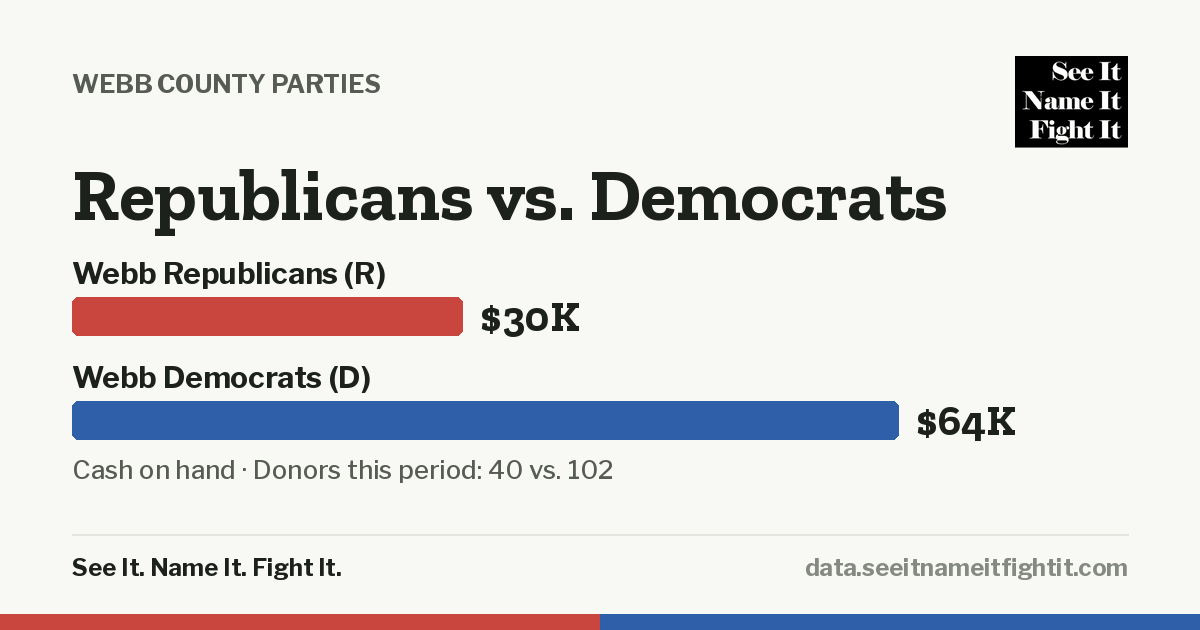 WEBB COUNTY PARTIES
See It
Name It
Fight It
Republicans vs. Democrats
Webb Republicans (R)
$30K
Webb Democrats (D)
$64K
Cash on hand · Donors this period: 40 vs. 102
See It. Name It. Fight It.
data.seeitnameitfightit.com